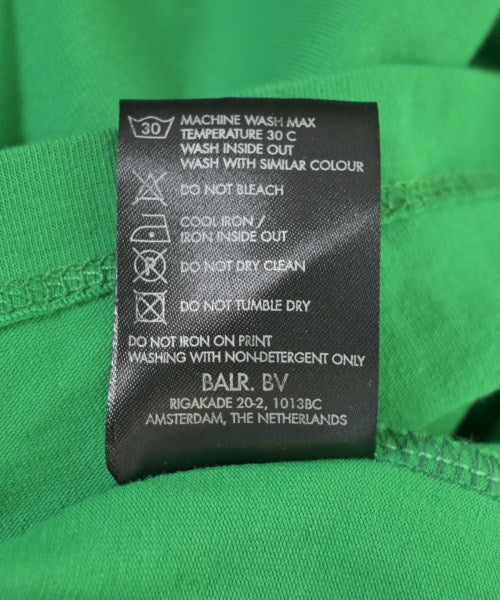 30 MACHINE WASH MAX
TEMPERATURE 30 C
WASH INSIDE OUT
WASH WITH SIMILAR COLOUR
DO NOT BLEACH
COOL IRON /
IRON INSIDE OUT
R DO NOT DRY CLEAN
DO NOT TUMBLE DRY
DO NOT IRON ON PRINT
WASHING WITH NON-DETERGENT ONLY
BALR. BV
RIGAKADE 20-2, 1013BC
AMSTERDAM, THE NETHERLANDS